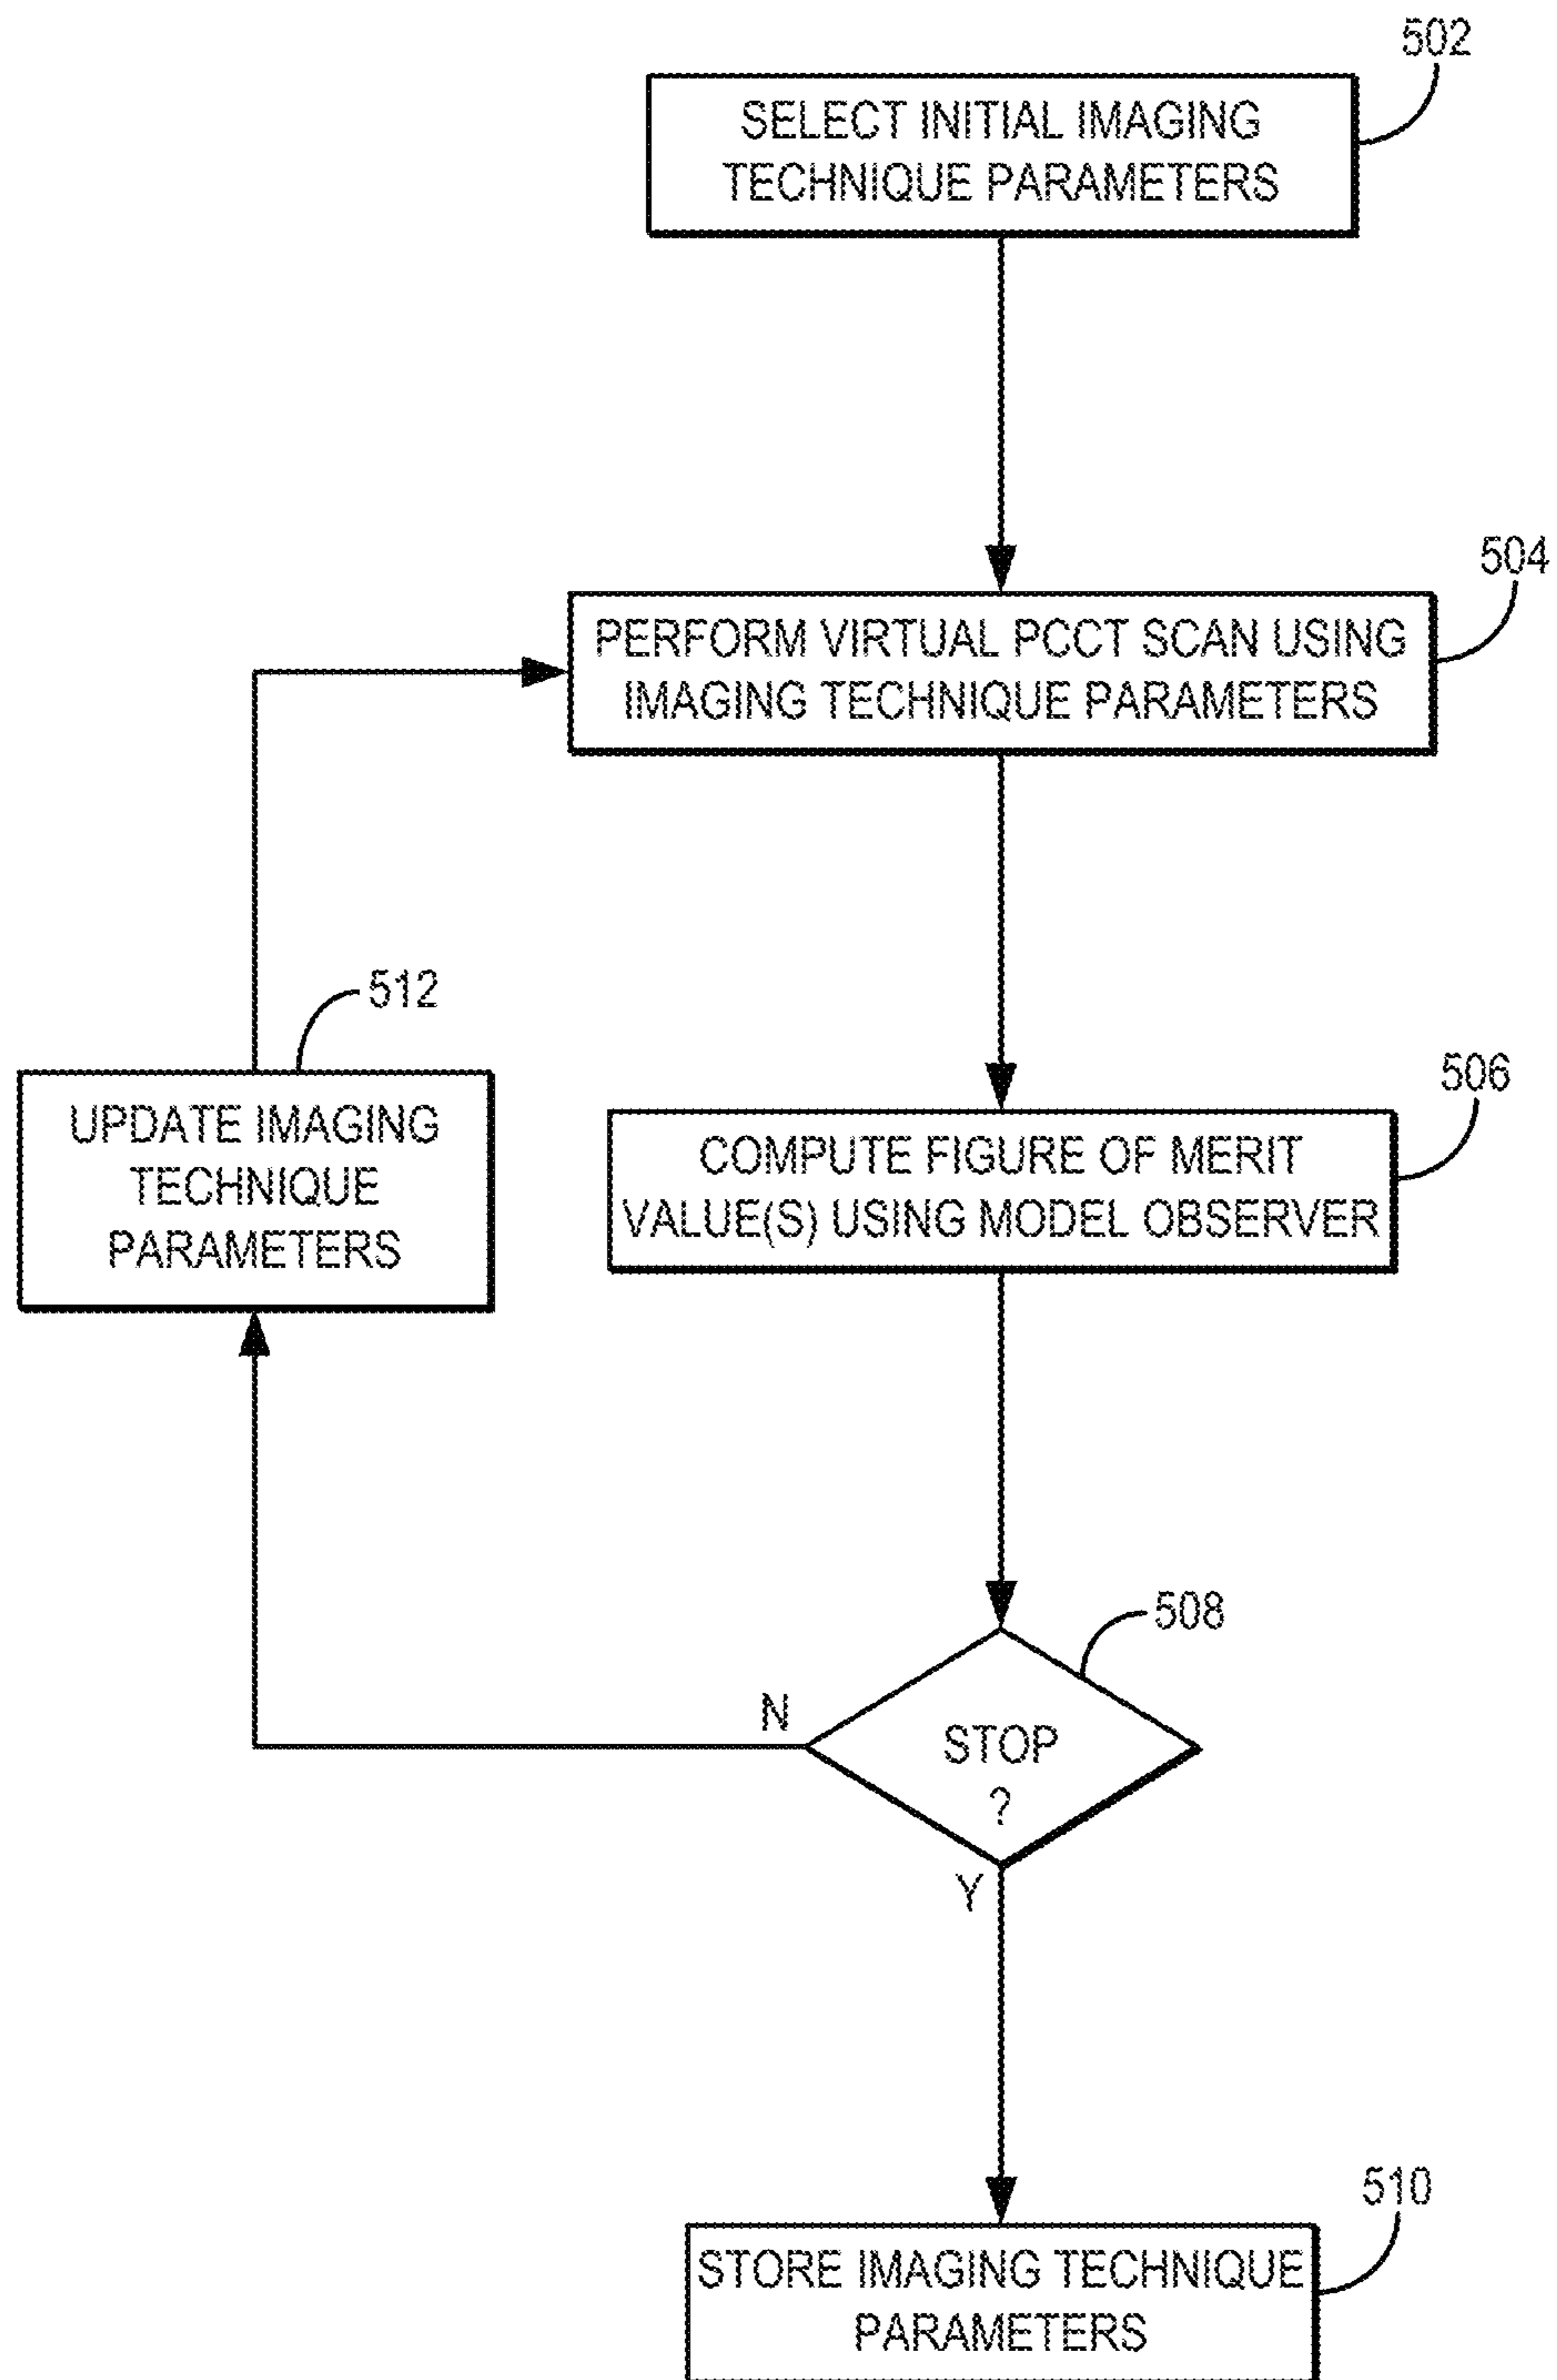 502
SELECT INITIAL IMAGING
TECHNIQUE PARAMETERS
504
PERFORM VIRTUAL PCCT SCAN USING
IMAGING TECHNIQUE PARAMETERS
512
UPDATE IMAGING
TECHNIQUE
PARAMETERS
506
COMPUTE FIGURE OF MERIT
VALUE(S) USING MODEL OBSERVER
508
N
STOP
?
Y
510
STORE IMAGING TECHNIQUE
PARAMETERS